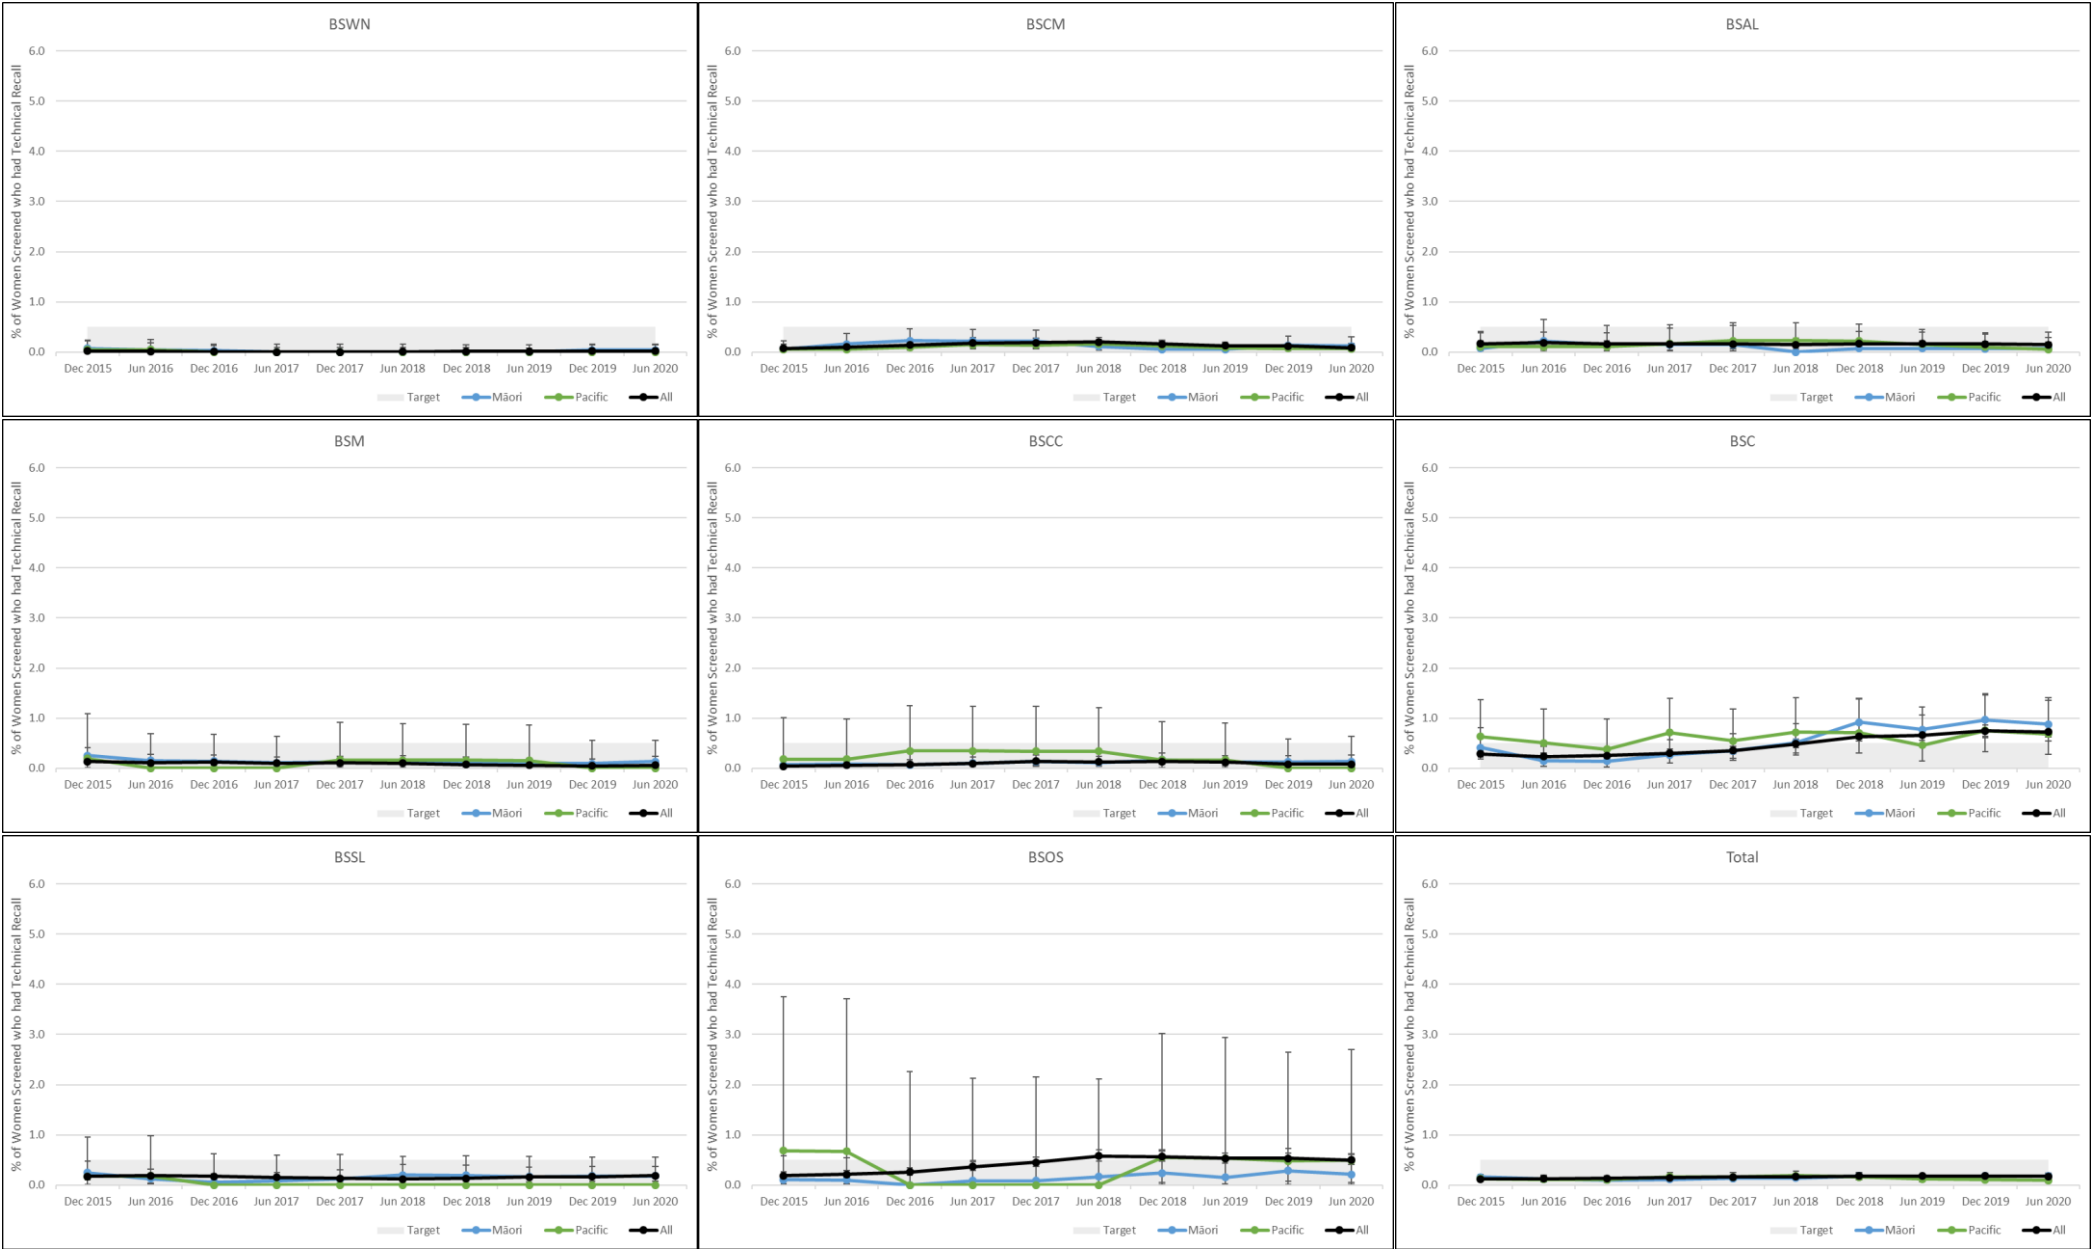 BSWN
% of Women Screened who had Technical Recall
6.0
5.0
4.0
3.0
2.0
1.0
0.0
Dec 2015 Jun 2016 Dec 2016 Jun 2017 Dec 2017 Jun 2018 Dec 2018 Jun 2019 Dec 2019 Jun 2020
Target Māori Pacific All
BSCM
% of Women Screened who had Technical Recall
6.0
5.0
4.0
3.0
2.0
1.0
0.0
Dec 2015 Jun 2016 Dec 2016 Jun 2017 Dec 2017 Jun 2018 Dec 2018 Jun 2019 Dec 2019 Jun 2020
Target Māori Pacific All
BSAL
% of Women Screened who had Technical Recall
6.0
5.0
4.0
3.0
2.0
1.0
0.0
Dec 2015 Jun 2016 Dec 2016 Jun 2017 Dec 2017 Jun 2018 Dec 2018 Jun 2019 Dec 2019 Jun 2020
Target Māori Pacific All
BSM
% of Women Screened who had Technical Recall
6.0
5.0
4.0
3.0
2.0
1.0
0.0
Dec 2015 Jun 2016 Dec 2016 Jun 2017 Dec 2017 Jun 2018 Dec 2018 Jun 2019 Dec 2019 Jun 2020
Target Māori Pacific All
BSCC
% of Women Screened who had Technical Recall
6.0
5.0
4.0
3.0
2.0
1.0
0.0
Dec 2015 Jun 2016 Dec 2016 Jun 2017 Dec 2017 Jun 2018 Dec 2018 Jun 2019 Dec 2019 Jun 2020
Target Māori Pacific All
BSC
% of Women Screened who had Technical Recall
6.0
5.0
4.0
3.0
2.0
1.0
0.0
Dec 2015 Jun 2016 Dec 2016 Jun 2017 Dec 2017 Jun 2018 Dec 2018 Jun 2019 Dec 2019 Jun 2020
Target Māori Pacific All
BSSL
% of Women Screened who had Technical Recall
6.0
5.0
4.0
3.0
2.0
1.0
0.0
Dec 2015 Jun 2016 Dec 2016 Jun 2017 Dec 2017 Jun 2018 Dec 2018 Jun 2019 Dec 2019 Jun 2020
Target Māori Pacific All
BSOS
% of Women Screened who had Technical Recall
6.0
5.0
4.0
3.0
2.0
1.0
0.0
Dec 2015 Jun 2016 Dec 2016 Jun 2017 Dec 2017 Jun 2018 Dec 2018 Jun 2019 Dec 2019 Jun 2020
Target Māori Pacific All
Total
% of Women Screened who had Technical Recall
6.0
5.0
4.0
3.0
2.0
1.0
0.0
Dec 2015 Jun 2016 Dec 2016 Jun 2017 Dec 2017 Jun 2018 Dec 2018 Jun 2019 Dec 2019 Jun 2020
Target Māori Pacific All